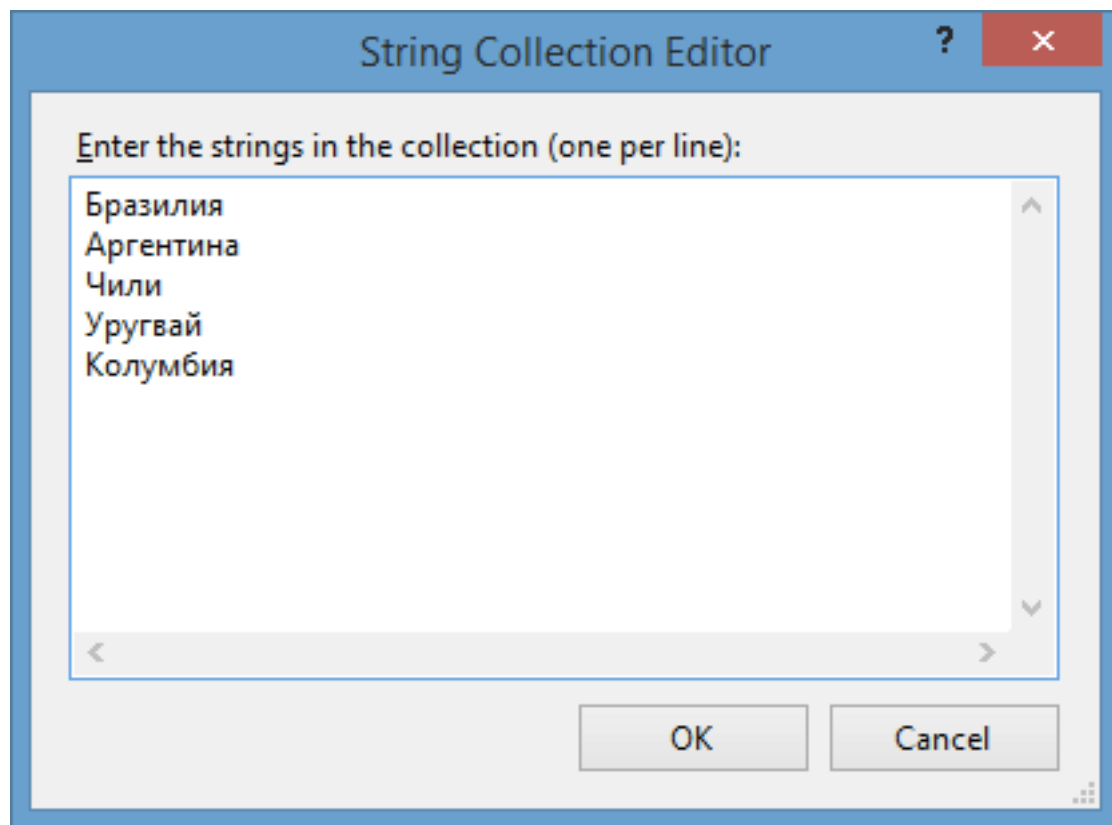 String Collection Editor
?
×
Enter the strings in the collection (one per line):
Бразилия
Аргентина
Чили
Уругвай
Колумбия
OK
Cancel